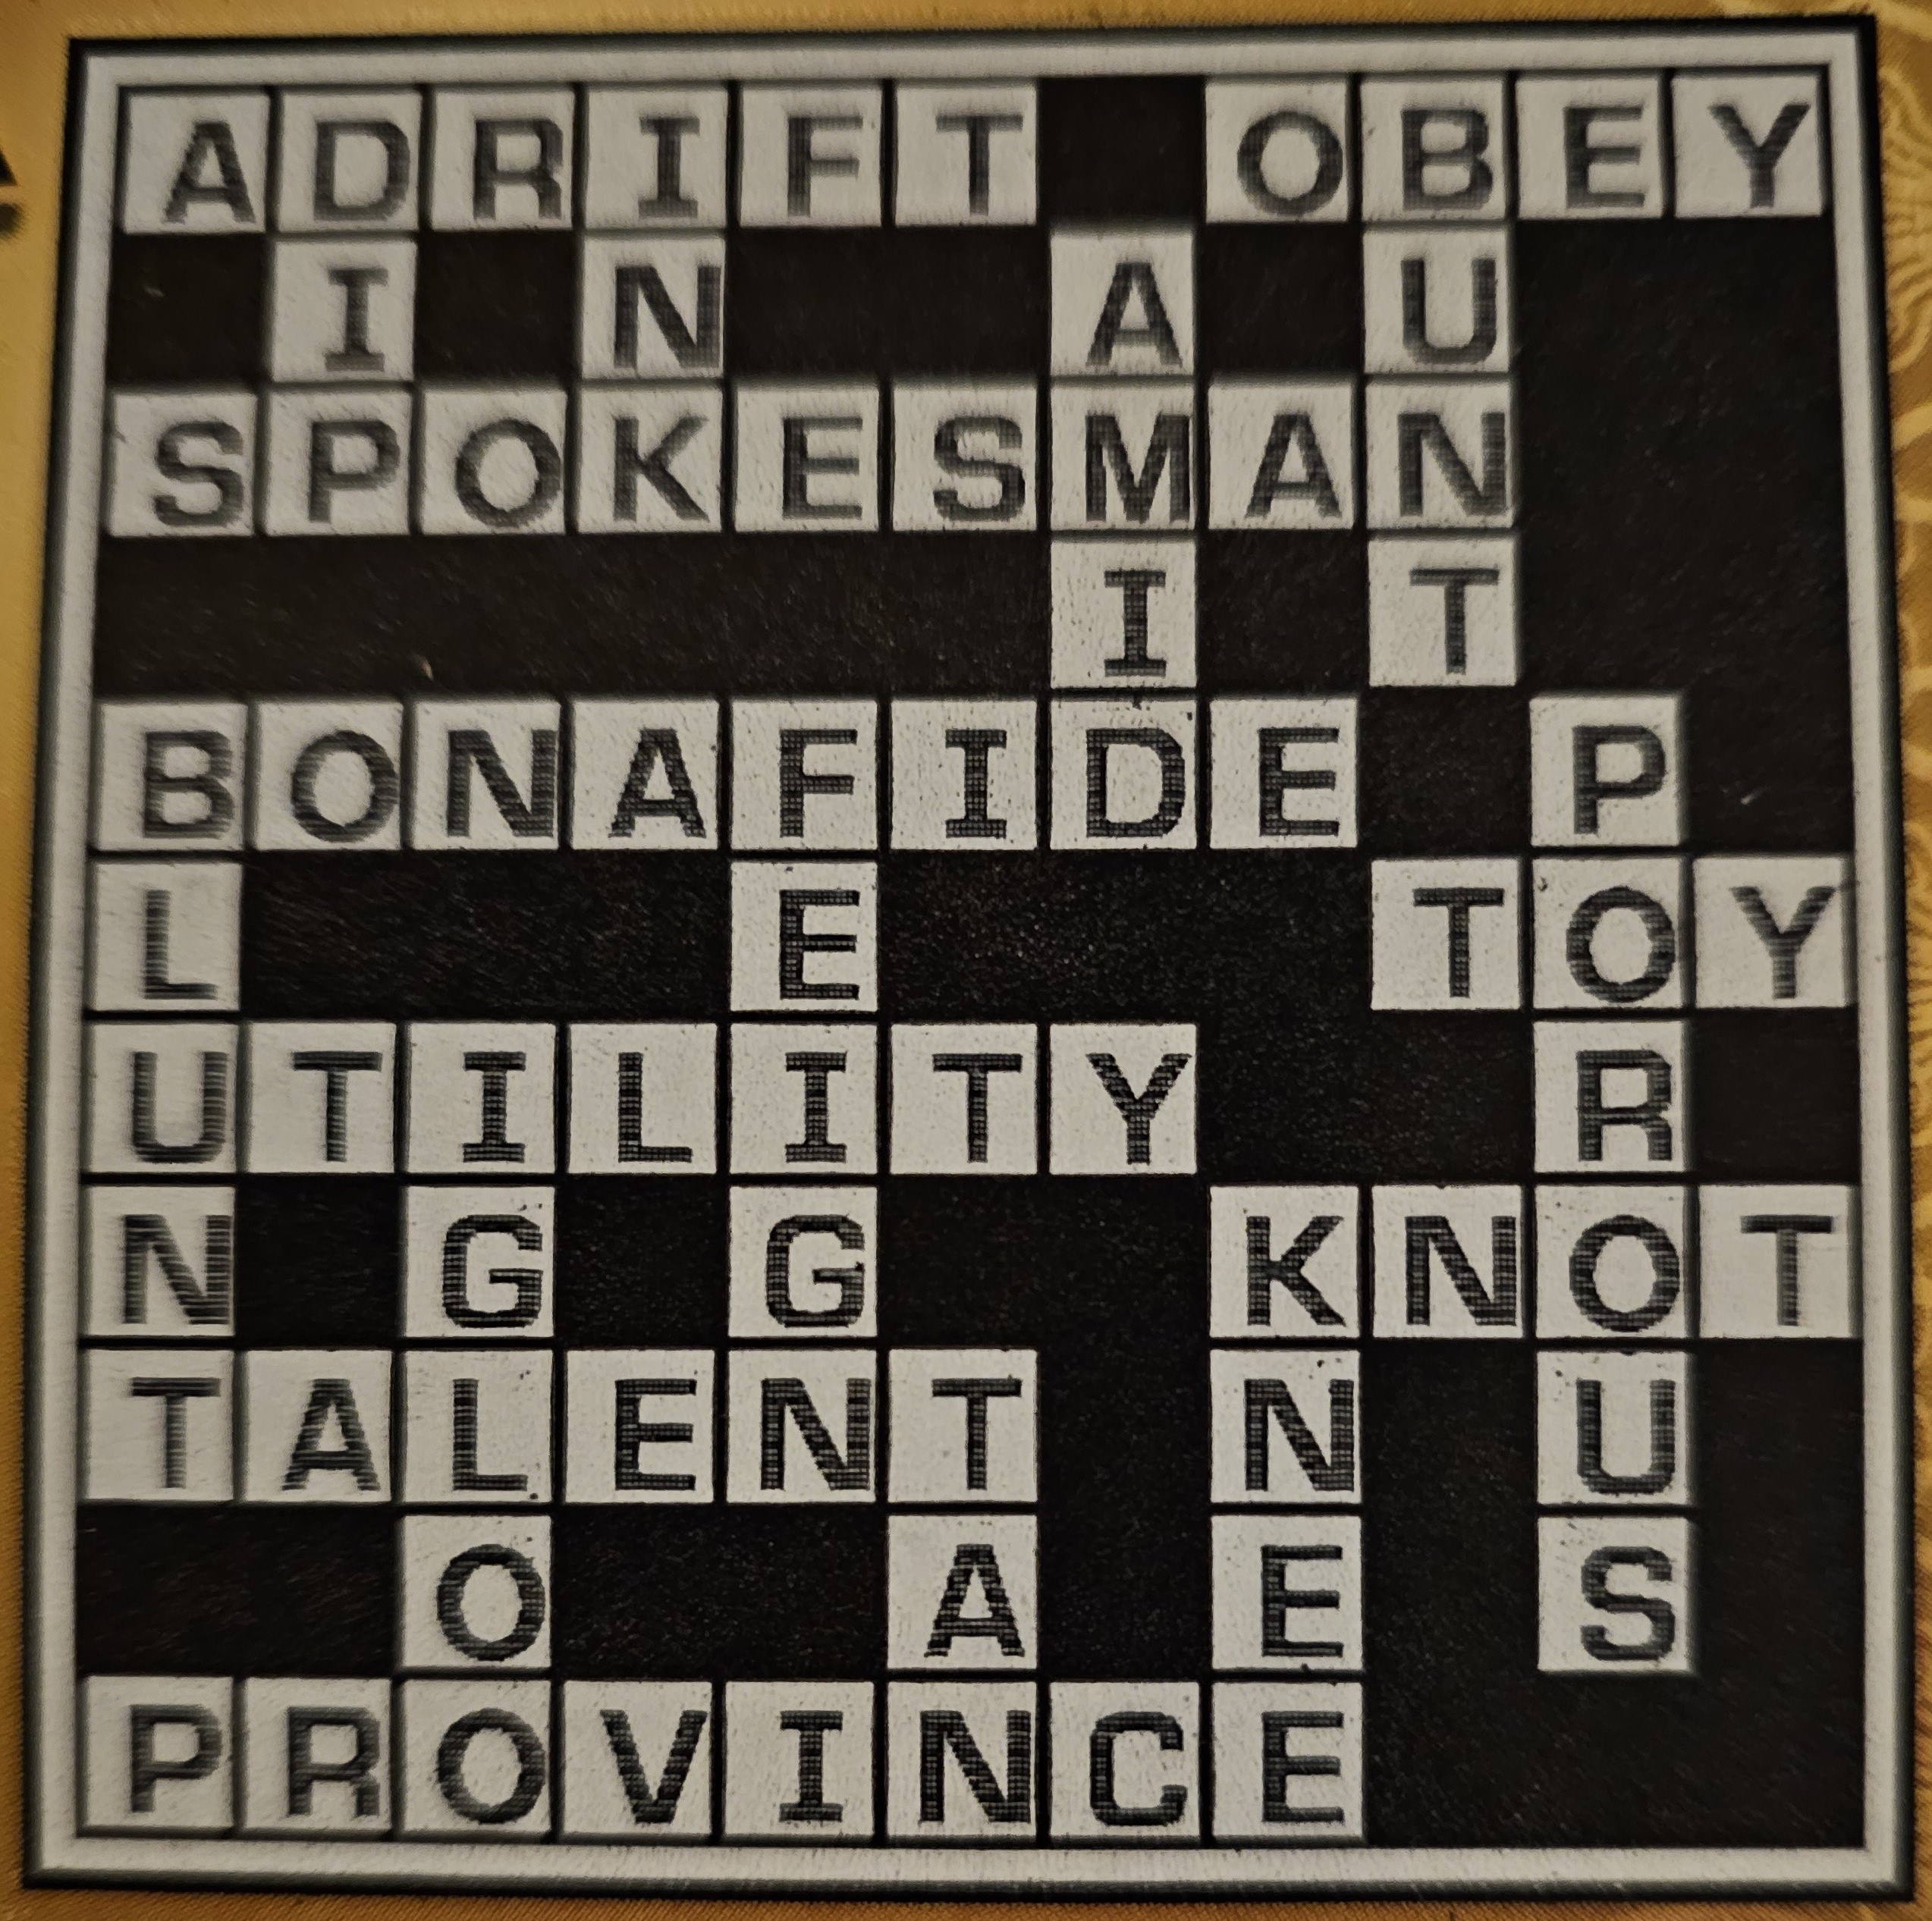 ADRIFT OBEY
I N A U
SPOKESMAN
I T
BONAFIDE P
L E TOY
UTILITY R
N G G KNOT
TALENT N U
O A E S
PROVINCE